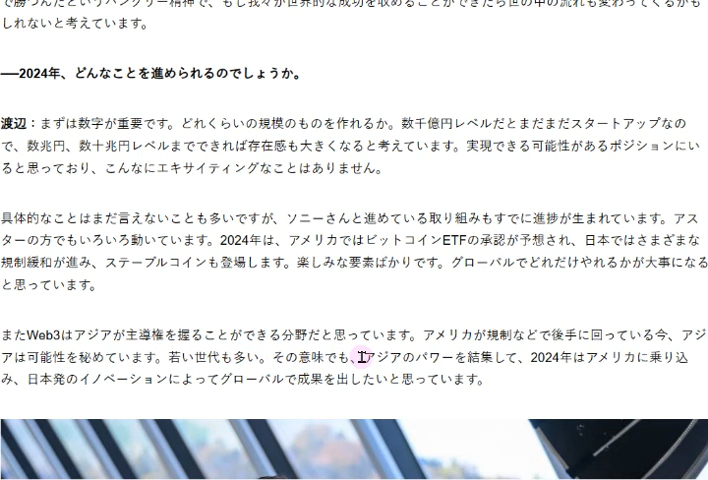 で勝つんだというハングリー精神で、もし我々が世界的な成功を収めることができたら世の中の流れも変わってくるかも
しれないと考えています。
──2024年、どんなことを進められるのでしょうか。
渡辺：まずは数字が重要です。どれくらいの規模のものを作れるか。数千億円レベルだとまだまだスタートアップなの
で、数兆円、数十兆円レベルまでできれば存在感も大きくなると考えています。実現できる可能性があるポジションにい
ると思っており、こんなにエキサイティングなことはありません。
具体的なことはまだ言えないことも多いですが、ソニーさんと進めている取り組みもすでに進捗が生まれています。アス
ターの方でもいろいろ動いています。2024年は、アメリカではビットコインETFの承認が予想され、日本ではさまざまな
規制緩和が進み、ステーブルコインも登場します。楽しみな要素ばかりです。グローバルでどれだけやれるかが大事になる
と思っています。
またWeb3はアジアが主導権を握ることができる分野だと思っています。アメリカが規制などで後手に回っている今、アジ
アは可能性を秘めています。若い世代も多い。その意味でも、アジアのパワーを結集して、2024年はアメリカに乗り込
み、日本発のイノベーションによってグローバルで成果を出したいと思っています。